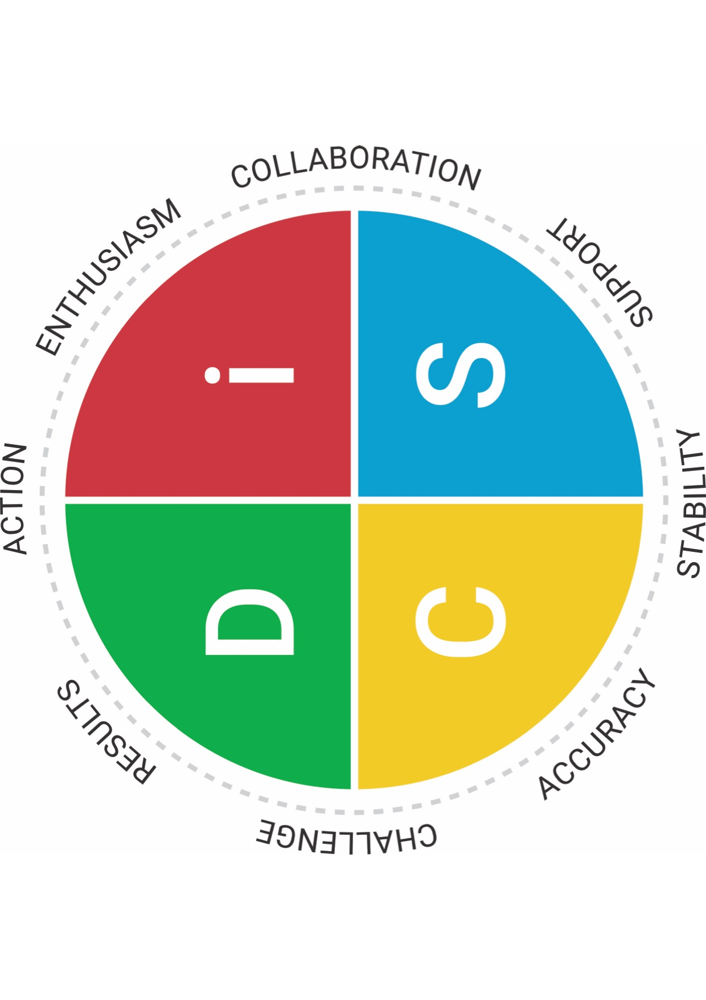 ACTION
ENTHUSIASM
COLLABORATION
SUPPORT
STABILITY
ACCURACY
CHALLENGE
RESULTS
D
i
S
C